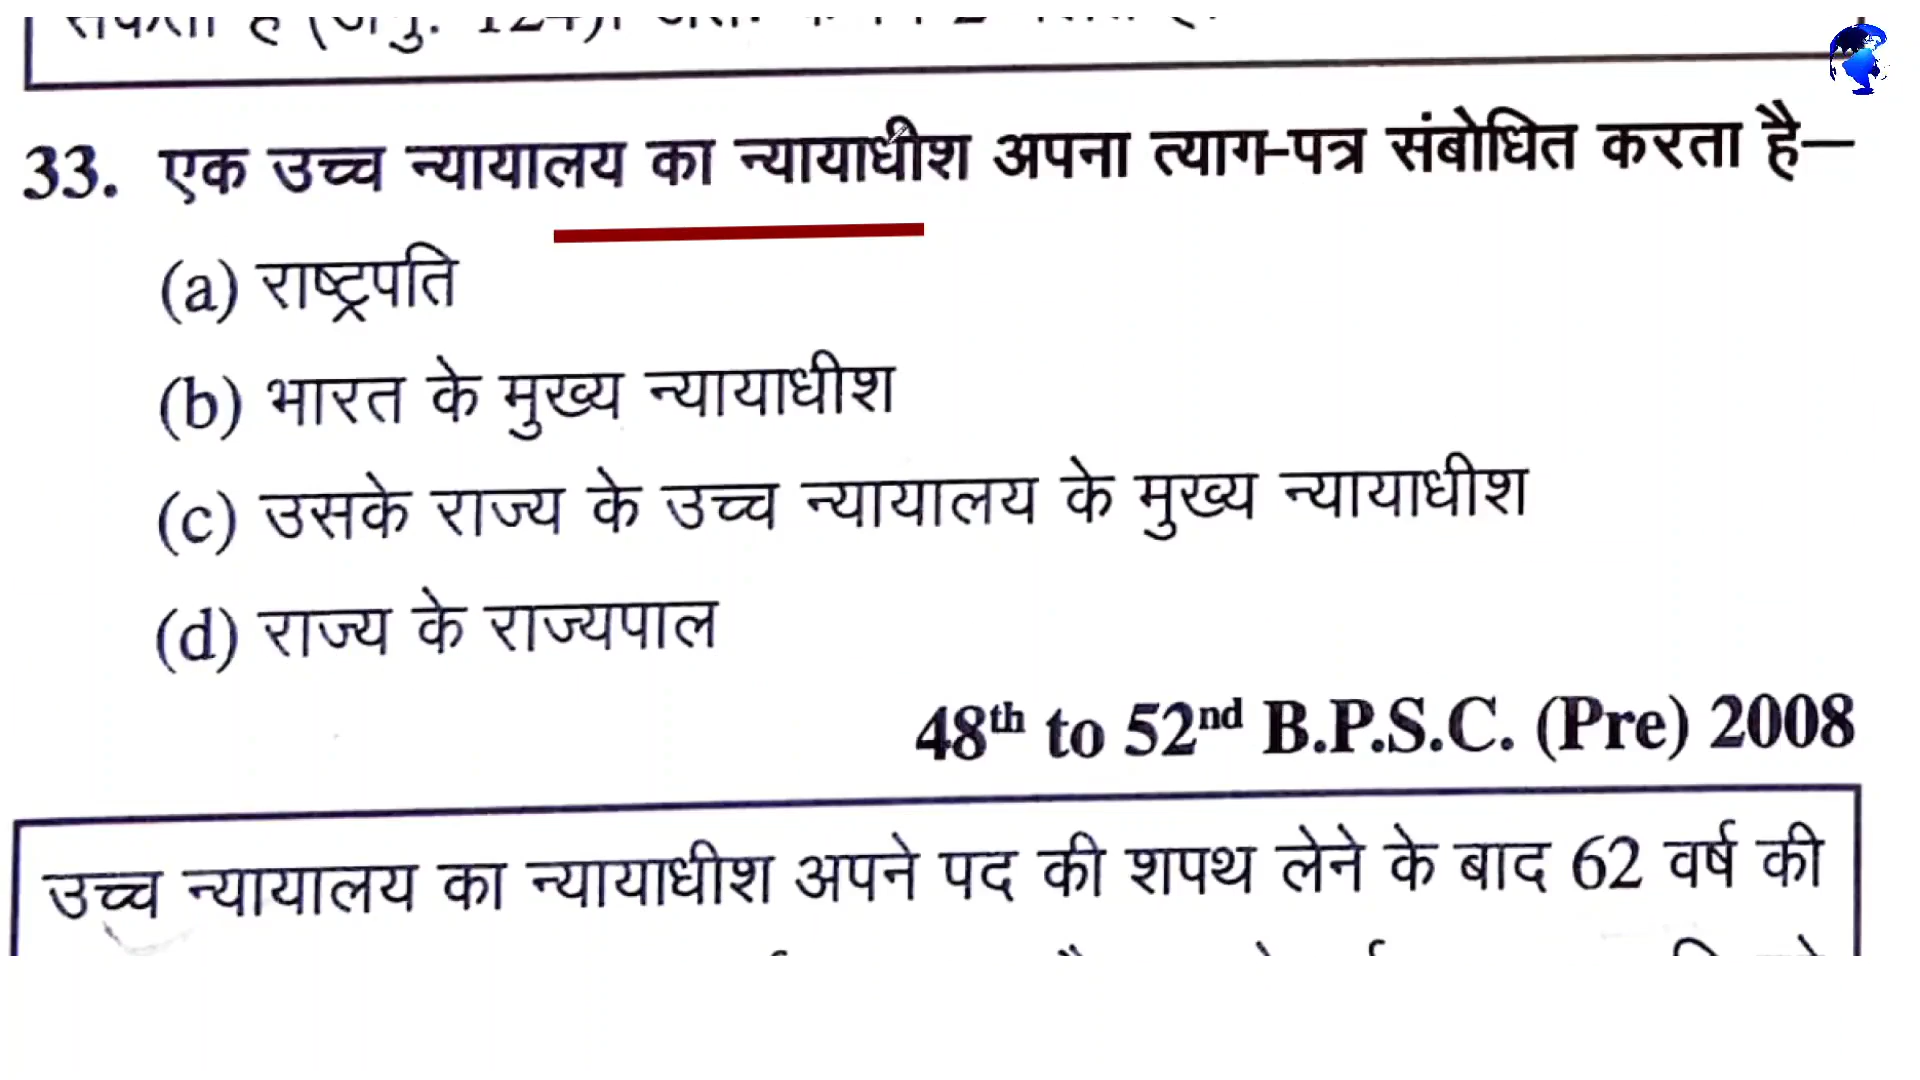 33. एक उच्च न्यायालय का न्यायाधीश अपना त्याग-पत्र संबोधित करता है—
(a) राष्ट्रपति
(b) भारत के मुख्य न्यायाधीश
(c) उसके राज्य के उच्च न्यायालय के मुख्य न्यायाधीश
(d) राज्य के राज्यपाल
48th to 52nd B.P.S.C. (Pre) 2008
उच्च न्यायालय का न्यायाधीश अपने पद की शपथ लेने के बाद 62 वर्ष की